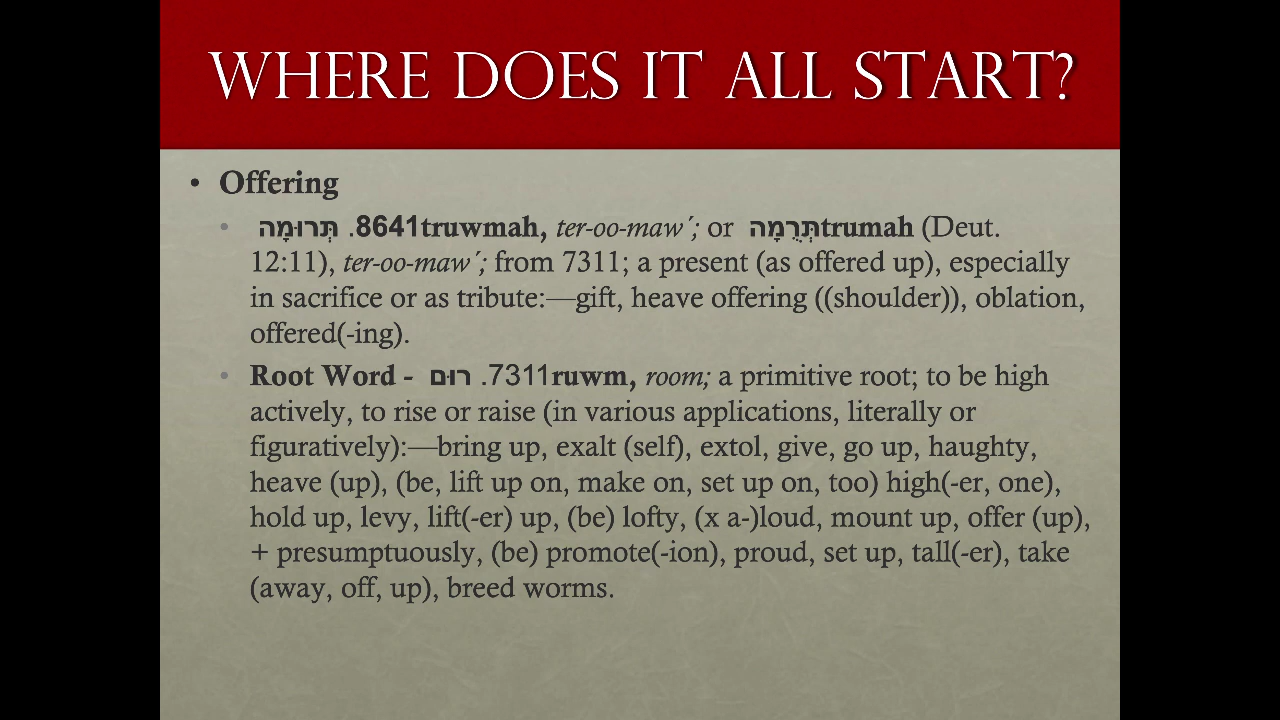 WHERE DOES IT ALL START?
• Offering
• תְּרוּמָה .8641truwmah, ter-oo-maw´; or תְּרֻמָהtrumah (Deut.
12:11), ter-oo-maw´; from 7311; a present (as offered up), especially
in sacrifice or as tribute:—gift, heave offering ((shoulder)), oblation,
offered(-ing).
• Root Word - רוּם .7311ruwm, room; a primitive root; to be high
actively, to rise or raise (in various applications, literally or
figuratively):—bring up, exalt (self), extol, give, go up, haughty,
heave (up), (be, lift up on, make on, set up on, too) high(-er, one),
hold up, levy, lift(-er) up, (be) lofty, (x a-)loud, mount up, offer (up),
+ presumptuously, (be) promote(-ion), proud, set up, tall(-er), take
(away, off, up), breed worms.